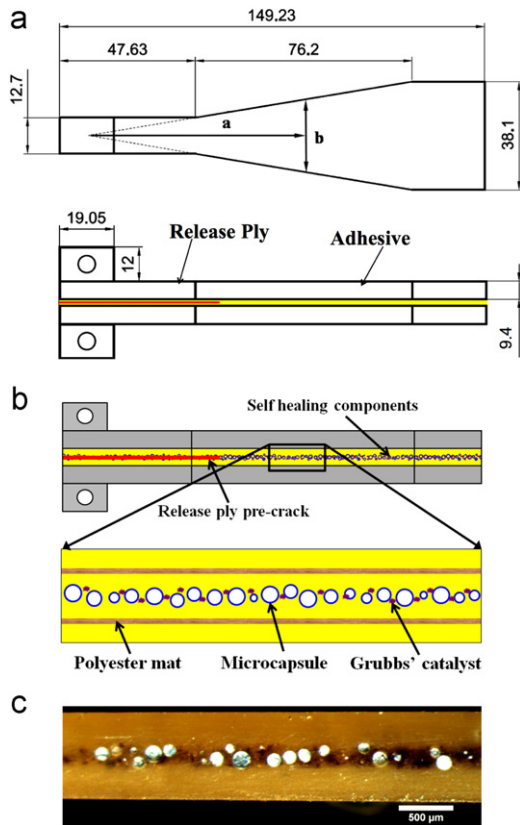 a
149.23
47.63
76.2
12.7
a
b
38.1
19.05
12
Release Ply
Adhesive
9.4
b
Self healing components
Release ply pre-crack
Polyester mat
Microcapsule
Grubbs' catalyst
c
500 µm